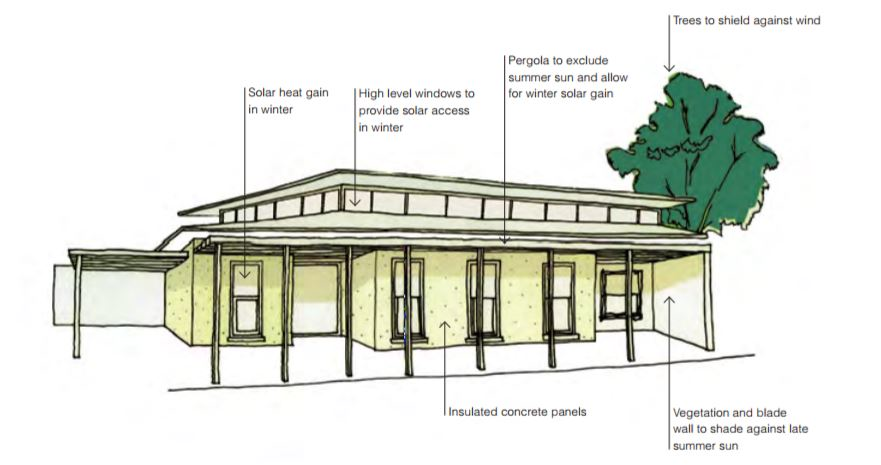 Trees to shield against wind
Pergola to exclude
summer sun and allow
for winter solar gain
Solar heat gain
in winter
High level windows to
provide solar access
in winter
Insulated concrete panels
Vegetation and blade
wall to shade against late
summer sun